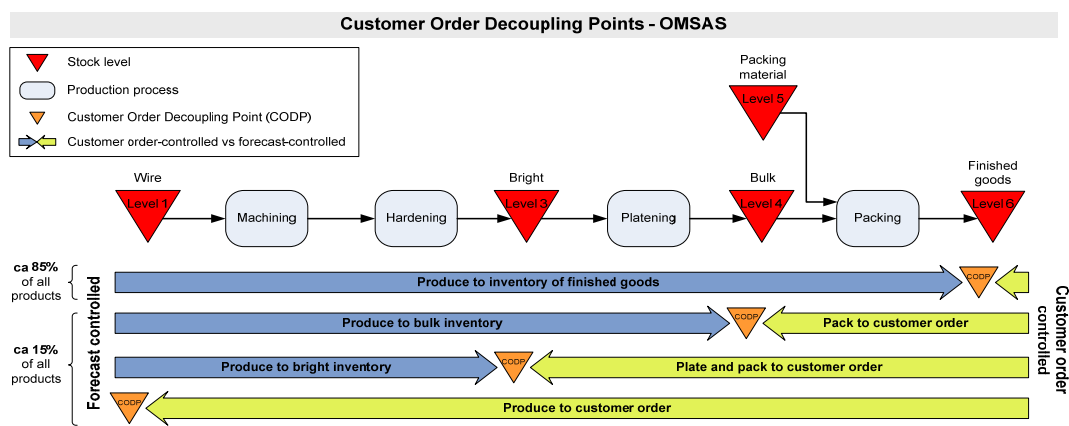 Customer Order Decoupling Points - OMSAS
Stock level
Production process
Customer Order Decoupling Point (CODP)
Customer order-controlled vs forecast-controlled
Packing
material
Level 5
Wire
Level 1
Machining
Hardening
Bright
Level 3
Platening
Bulk
Level 4
Packing
Finished
goods
Level 6
ca 85%
of all
products
ca 15%
of all
products
Forecast controlled
Produce to inventory of finished goods
CODP
Produce to bulk inventory
CODP
Pack to customer order
Produce to bright inventory
CODP
Plate and pack to customer order
CODP
Produce to customer order
Customer order
controlled